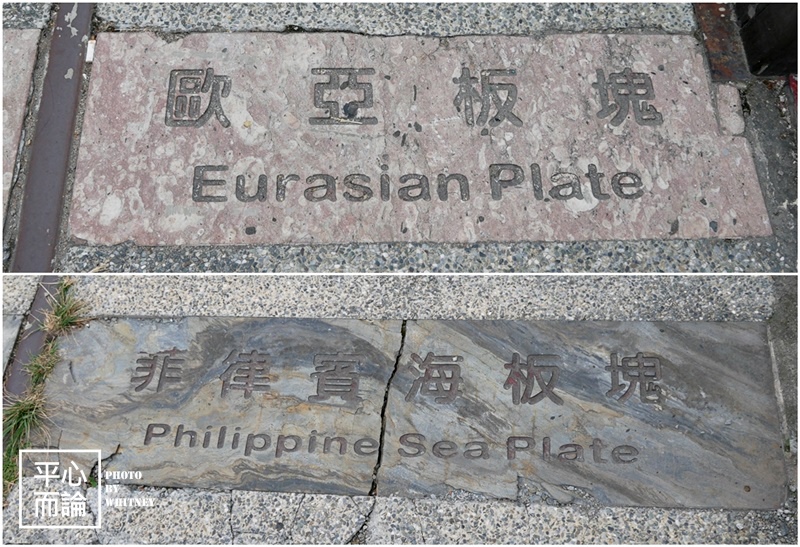 歐亞板塊
Eurasian Plate
菲律賓海板塊
Philippine Sea Plate
平心
而論
PHOTO
BY
WHITNEY